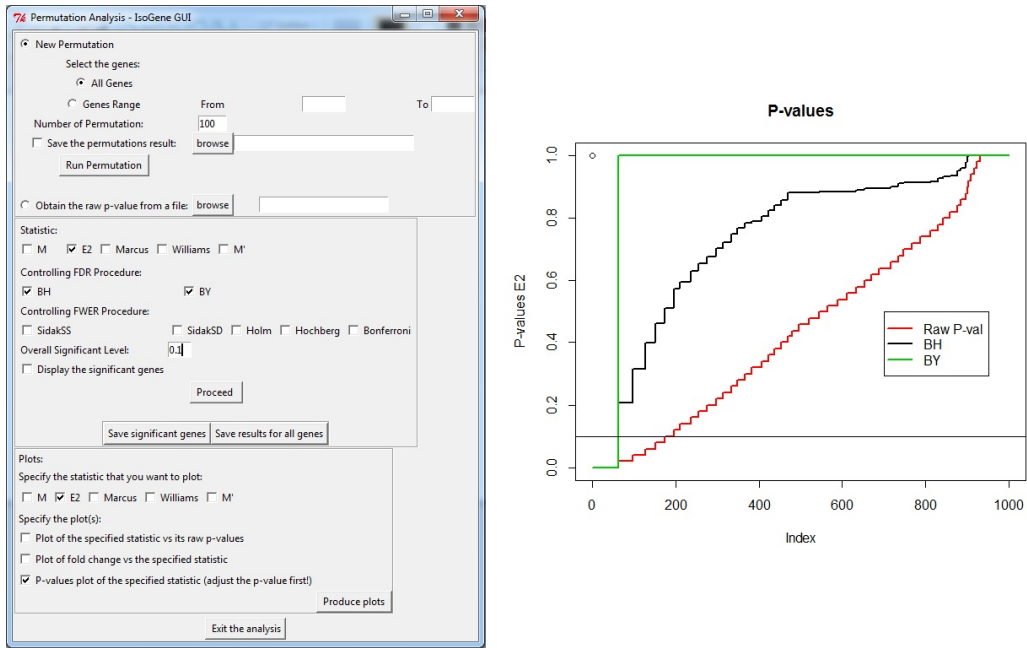 Permutation Analysis - IsoGene GUI
New Permutation
Select the genes:
All Genes
Genes Range From To
Number of Permutation: 100
Save the permutations result: browse
Run Permutation
Obtain the raw p-value from a file: browse
Statistic:
M E2 Marcus Williams M'
Controlling FDR Procedure:
BH BY
Controlling FWER Procedure:
SidakSS SidakSD Holm Hochberg Bonferroni
Overall Significant Level: 0.1
Display the significant genes
Proceed
Save significant genes Save results for all genes
Plots:
Specify the statistic that you want to plot:
M E2 Marcus Williams M'
Specify the plot(s):
Plot of the specified statistic vs its raw p-values
Plot of fold change vs the specified statistic
P-values plot of the specified statistic (adjust the p-value first!)
Produce plots
Exit the analysis
P-values
P-values E2
1.0
0.8
0.6
0.4
0.2
0.0
Raw P-val
BH
BY
0 200 400 600 800 1000
Index